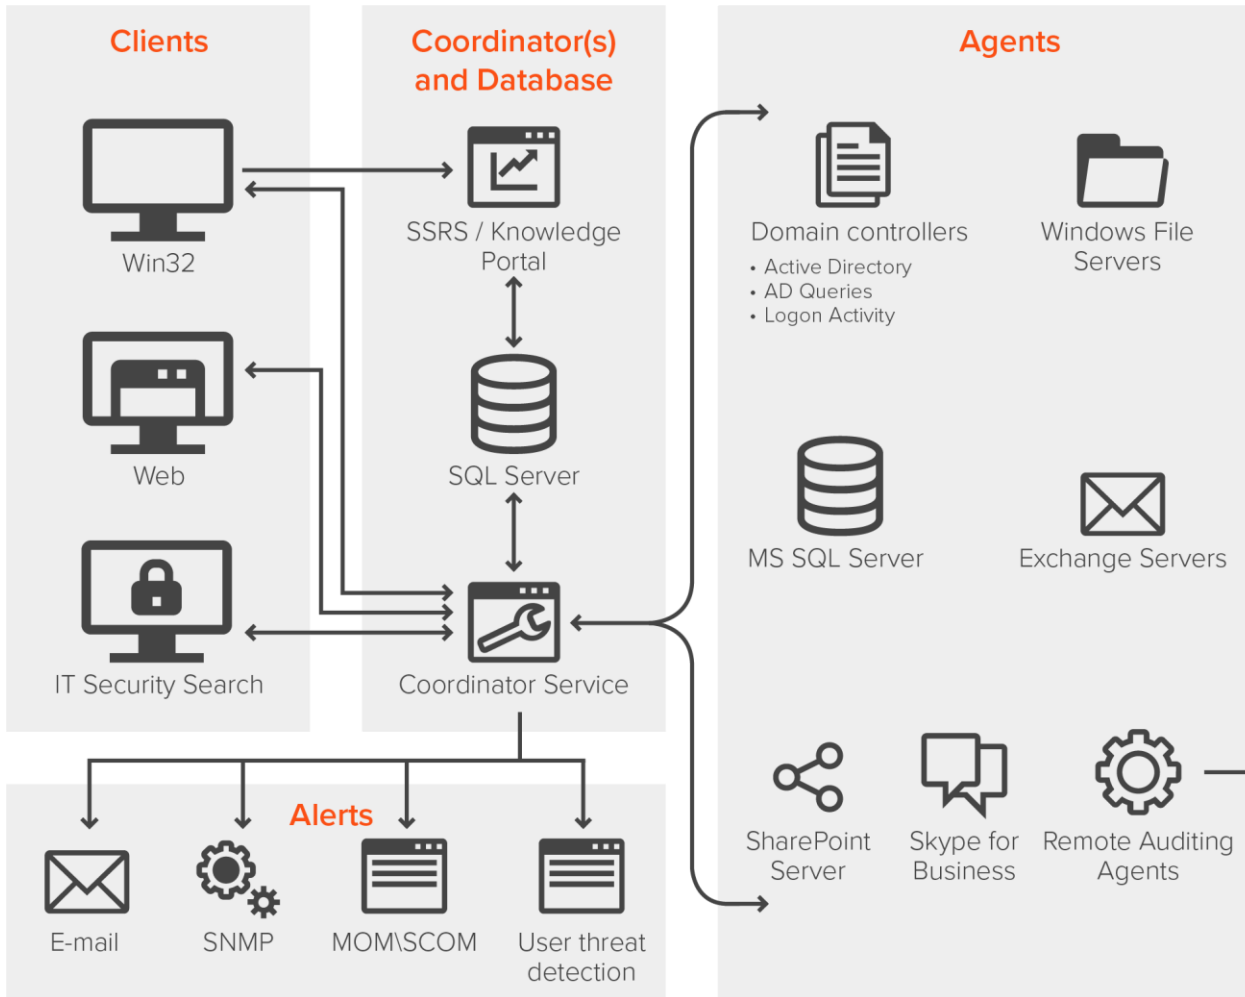 Clients
Win32
Web
IT Security Search
Coordinator(s)
and Database
SSRS / Knowledge
Portal
SQL Server
Coordinator Service
Agents
Domain controllers
• Active Directory
• AD Queries
• Logon Activity
Windows File
Servers
MS SQL Server
Exchange Servers
SharePoint
Server
Skype for
Business
Remote Auditing
Agents
Alerts
E-mail
SNMP
MOM\SCOM
User threat
detection